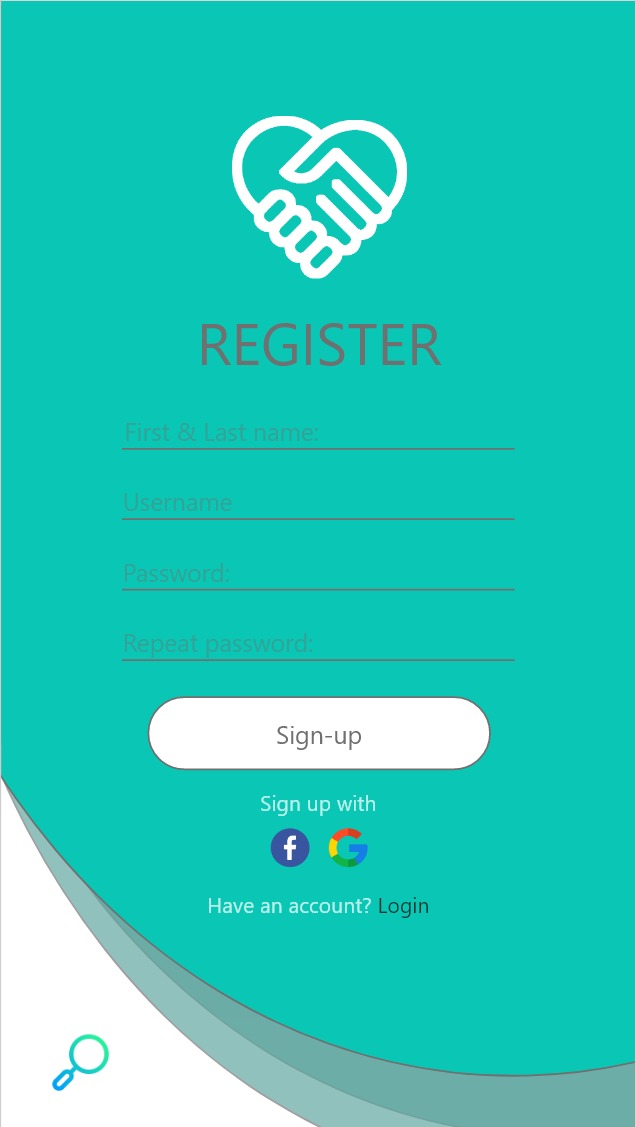 REGISTER
First & Last name:
Username
Password:
Repeat password:
Sign-up
Sign up with
Have an account? Login